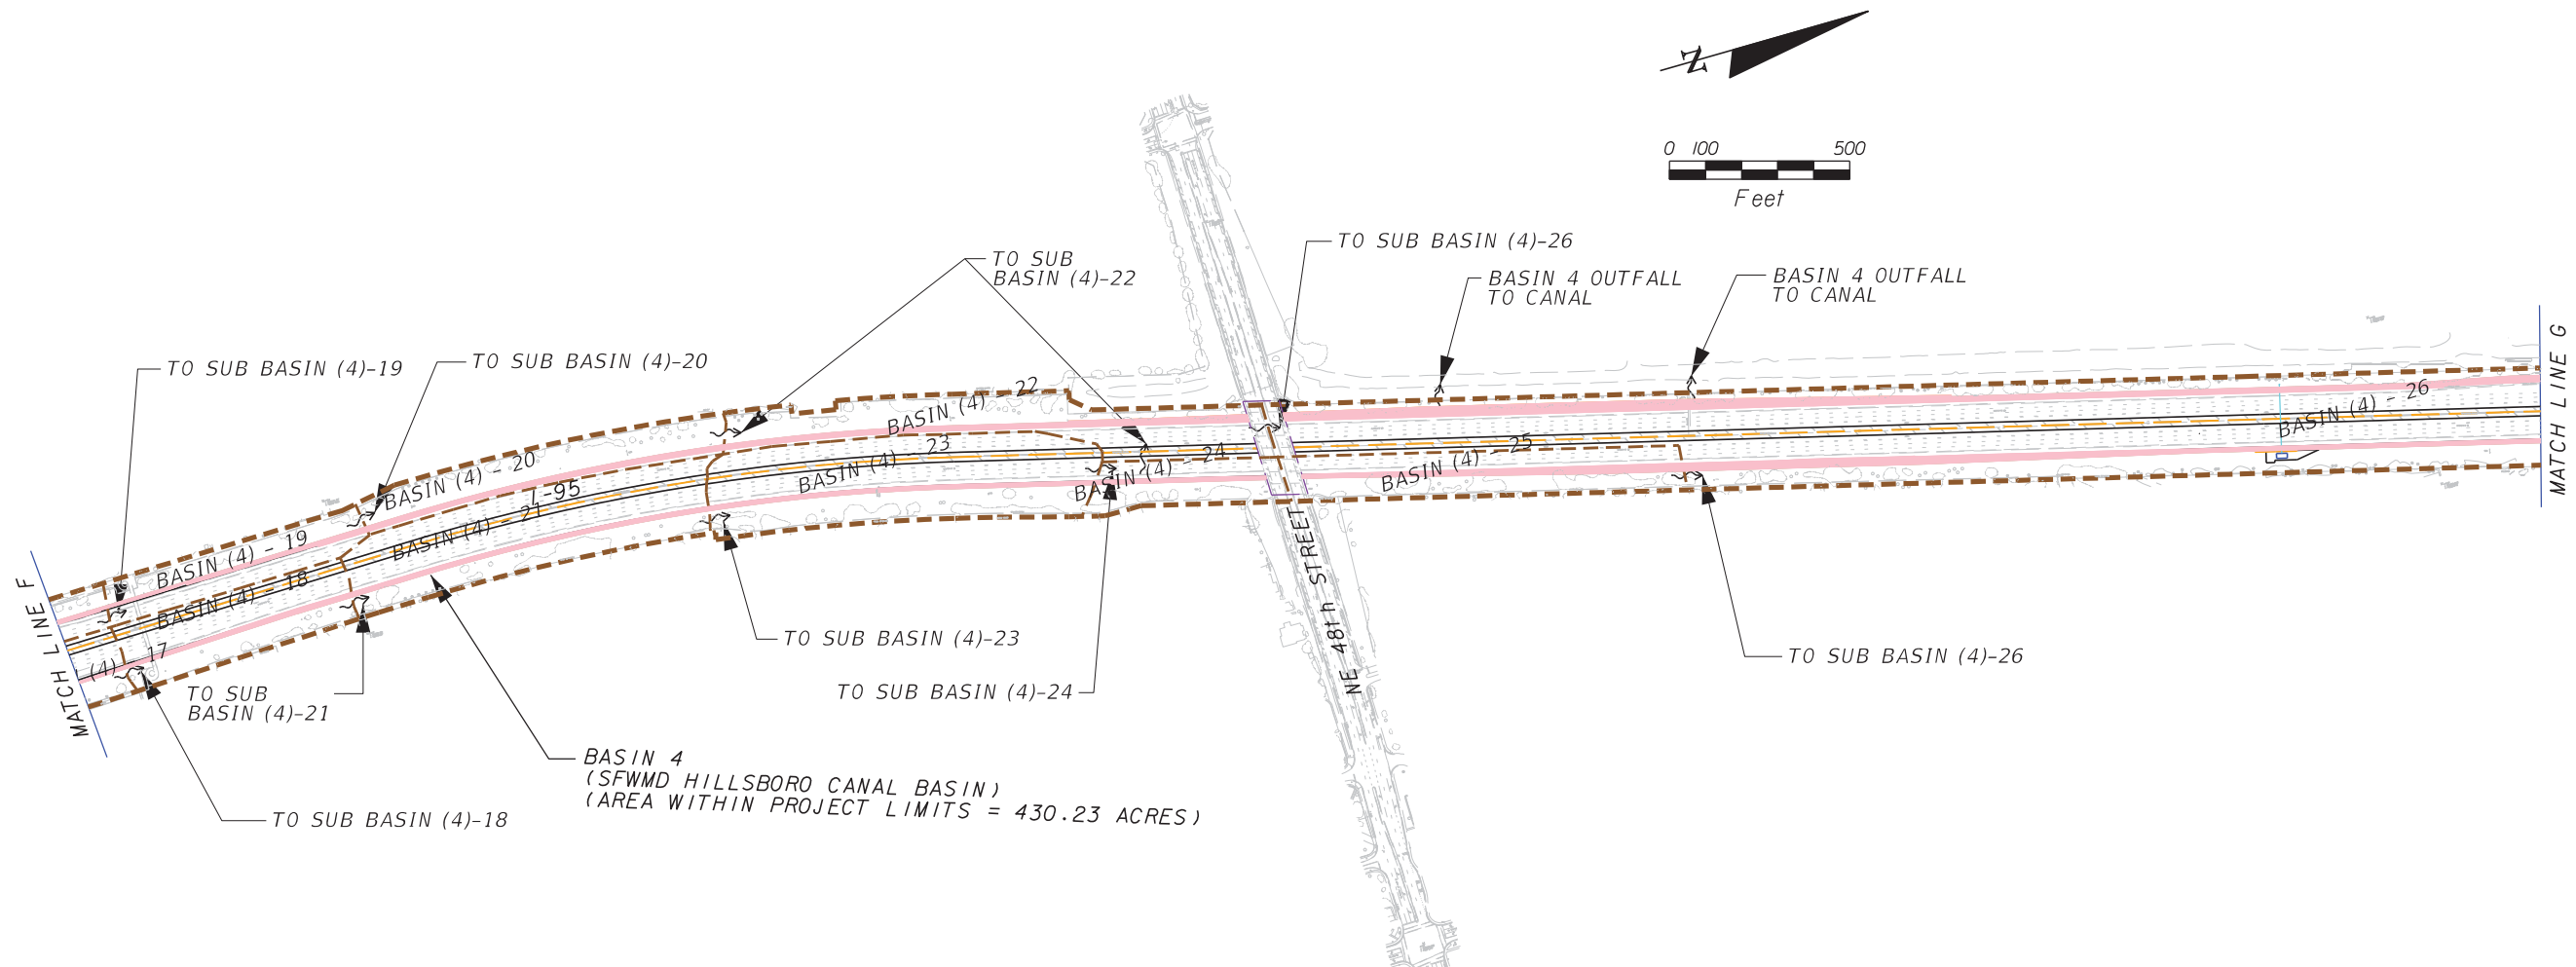 N
0 100 500
Feet
TO SUB BASIN (4)-26
TO SUB
BASIN (4)-22
BASIN 4 OUTFALL
TO CANAL
BASIN 4 OUTFALL
TO CANAL
TO SUB BASIN (4)-19
TO SUB BASIN (4)-20
MATCH LINE G
BASIN (4) - 22
BASIN (4) - 26
BASIN (4) - 23
BASIN (4) - 24
BASIN (4) - 25
BASIN (4) - 20
I-95
BASIN (4) - 21
BASIN (4) - 19
BASIN (4) - 18
(4) - 17
MATCH LINE F
NE 48th STREET
TO SUB BASIN (4)-23
TO SUB BASIN (4)-26
TO SUB BASIN (4)-24
TO SUB
BASIN (4)-21
BASIN 4
(SFWMD HILLSBORO CANAL BASIN)
(AREA WITHIN PROJECT LIMITS = 430.23 ACRES)
TO SUB BASIN (4)-18